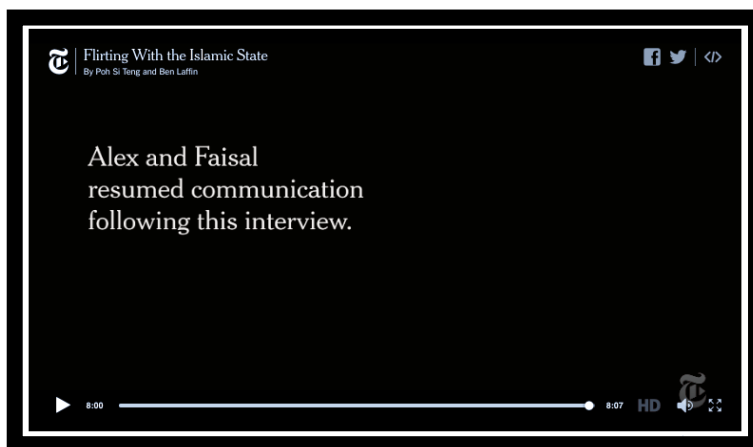 Flirting With the Islamic State
By Poh Si Teng and Ben Laffin
Alex and Faisal
resumed communication
following this interview.
8:00
8:07
HD